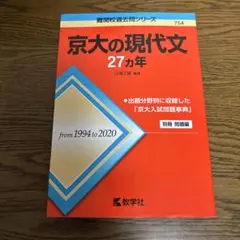 難関校過去問シリーズ
754
京大の現代文
27カ年
●出題分野別に収録した
「京大入試問題事典」
別冊 問題編
from 1994 to 2020
教学社